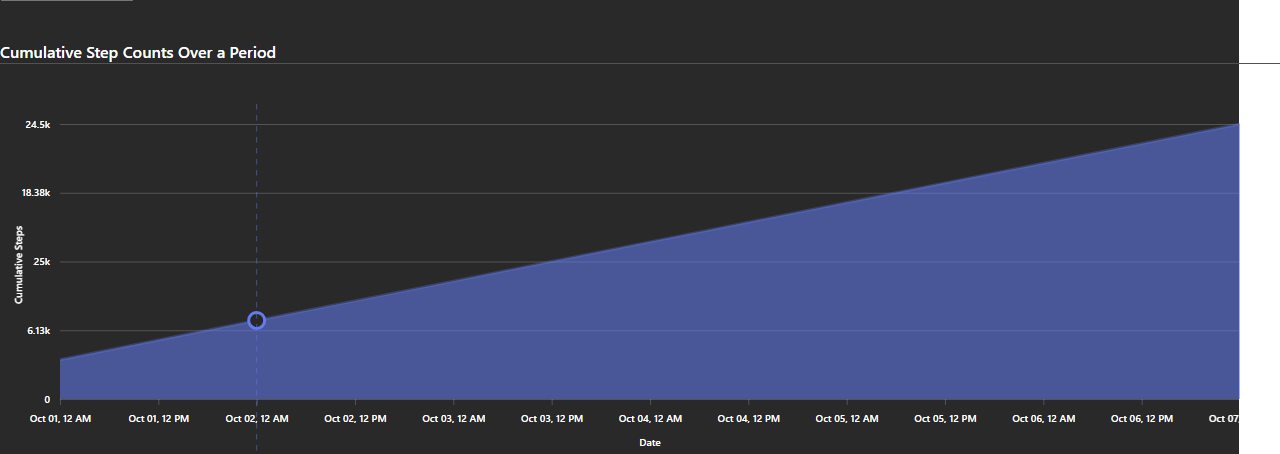 Cumulative Step Counts Over a Period
24.5k
18.38k
25k
6.13k
0
Cumulative Steps
Oct 01, 12 AM
Oct 01, 12 PM
Oct 02, 12 AM
Oct 02, 12 PM
Oct 03, 12 AM
Oct 03, 12 PM
Oct 04, 12 AM
Oct 04, 12 PM
Oct 05, 12 AM
Oct 05, 12 PM
Oct 06, 12 AM
Oct 06, 12 PM
Oct 07,
Date